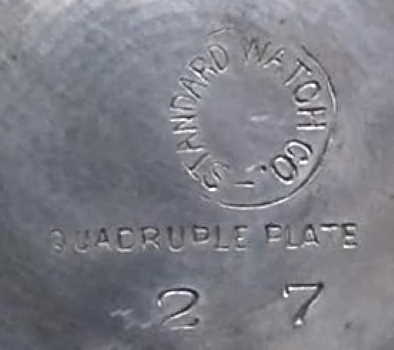 STANDARD WATCH CO.
QUADRUPLE PLATE
2 7